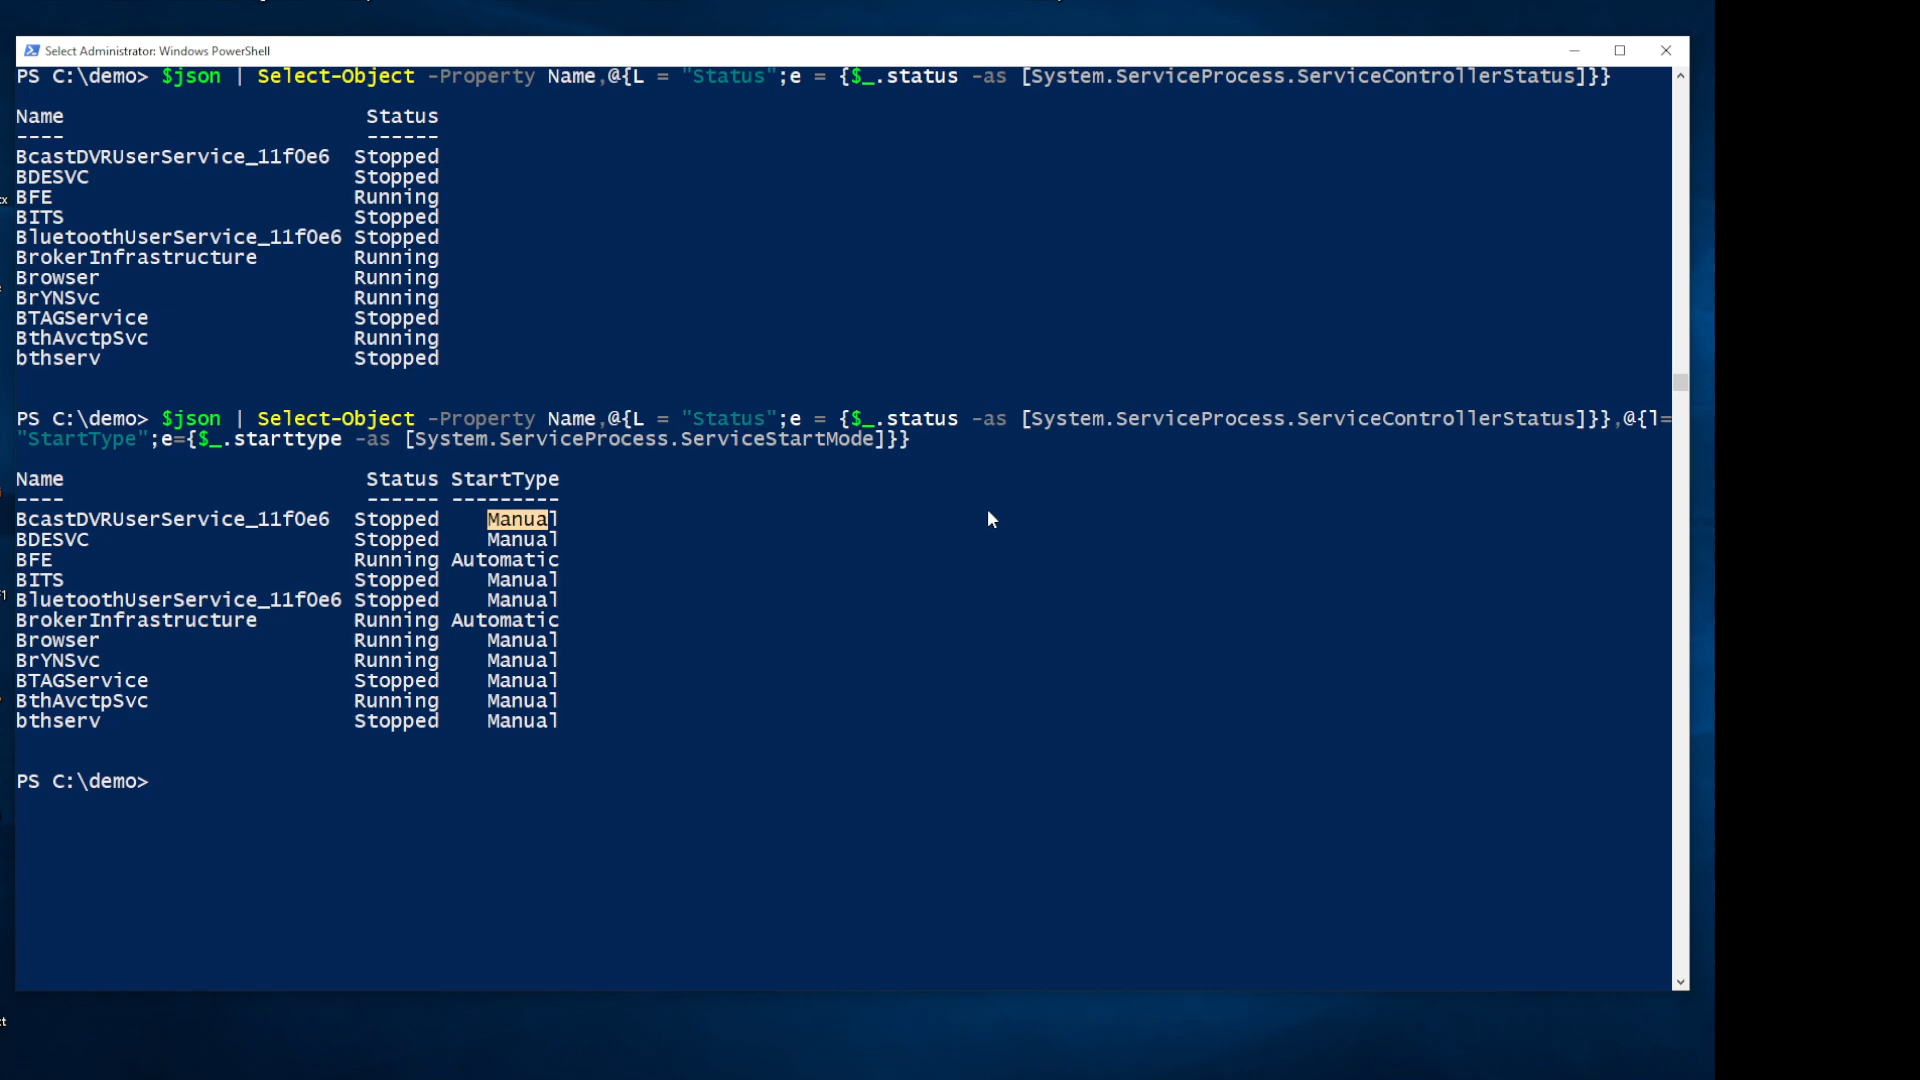 Select Administrator: Windows PowerShell
PS C:\demo> $json | Select-Object -Property Name,@{L = "Status";e = {$_.status -as [System.ServiceProcess.ServiceControllerStatus]}}
Name Status
---- ------
BcastDVRUserService_11f0e6 Stopped
BDESVC Stopped
BFE Running
BITS Stopped
BluetoothUserService_11f0e6 Stopped
BrokerInfrastructure Running
Browser Running
BrYNSvc Running
BTAGService Stopped
BthAvctpSvc Running
bthserv Stopped
PS C:\demo> $json | Select-Object -Property Name,@{L = "Status";e = {$_.status -as [System.ServiceProcess.ServiceControllerStatus]}},@{l=
"StartType";e={$_.starttype -as [System.ServiceProcess.ServiceStartMode]}}
Name Status StartType
---- ------ ---------
BcastDVRUserService_11f0e6 Stopped Manual
BDESVC Stopped Manual
BFE Running Automatic
BITS Stopped Manual
BluetoothUserService_11f0e6 Stopped Manual
BrokerInfrastructure Running Automatic
Browser Running Manual
BrYNSvc Running Manual
BTAGService Stopped Manual
BthAvctpSvc Running Manual
bthserv Stopped Manual
PS C:\demo>